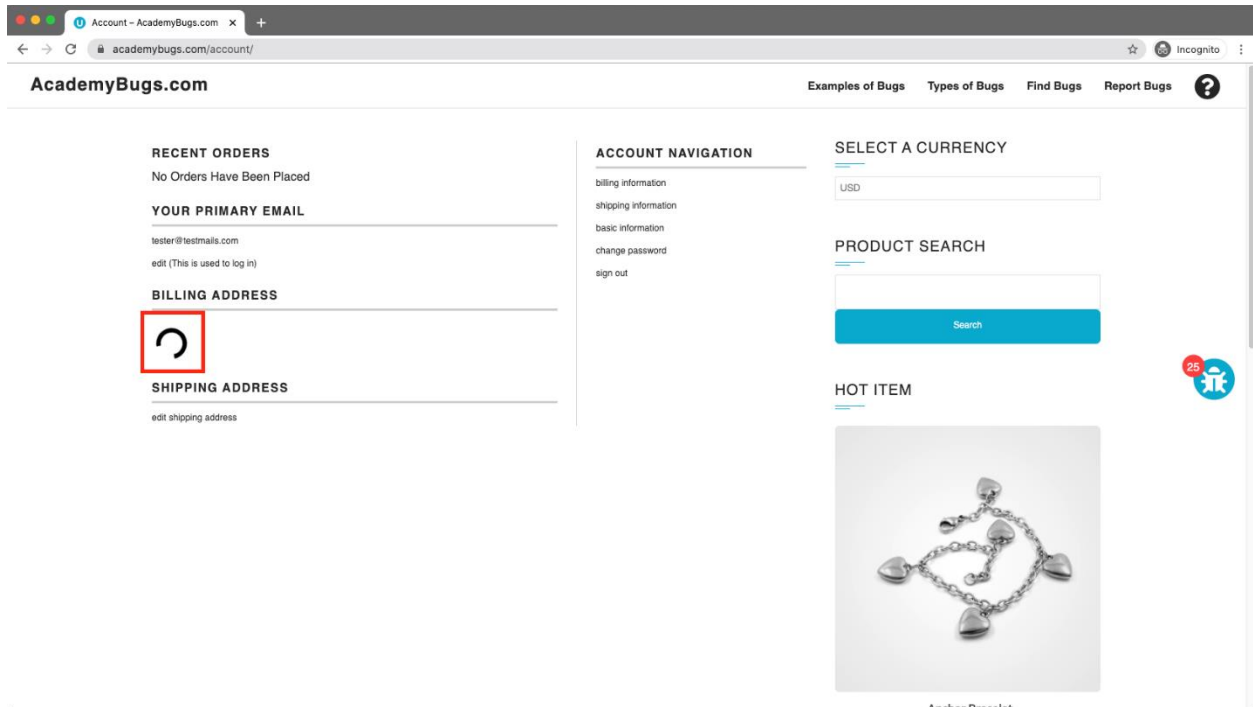 Account – AcademyBugs.com
academybugs.com/account/
Incognito
AcademyBugs.com
Examples of Bugs
Types of Bugs
Find Bugs
Report Bugs
?
RECENT ORDERS
No Orders Have Been Placed
YOUR PRIMARY EMAIL
tester@testmails.com
edit (This is used to log in)
BILLING ADDRESS
SHIPPING ADDRESS
edit shipping address
ACCOUNT NAVIGATION
billing information
shipping information
basic information
change password
sign out
SELECT A CURRENCY
USD
PRODUCT SEARCH
Search
25
HOT ITEM